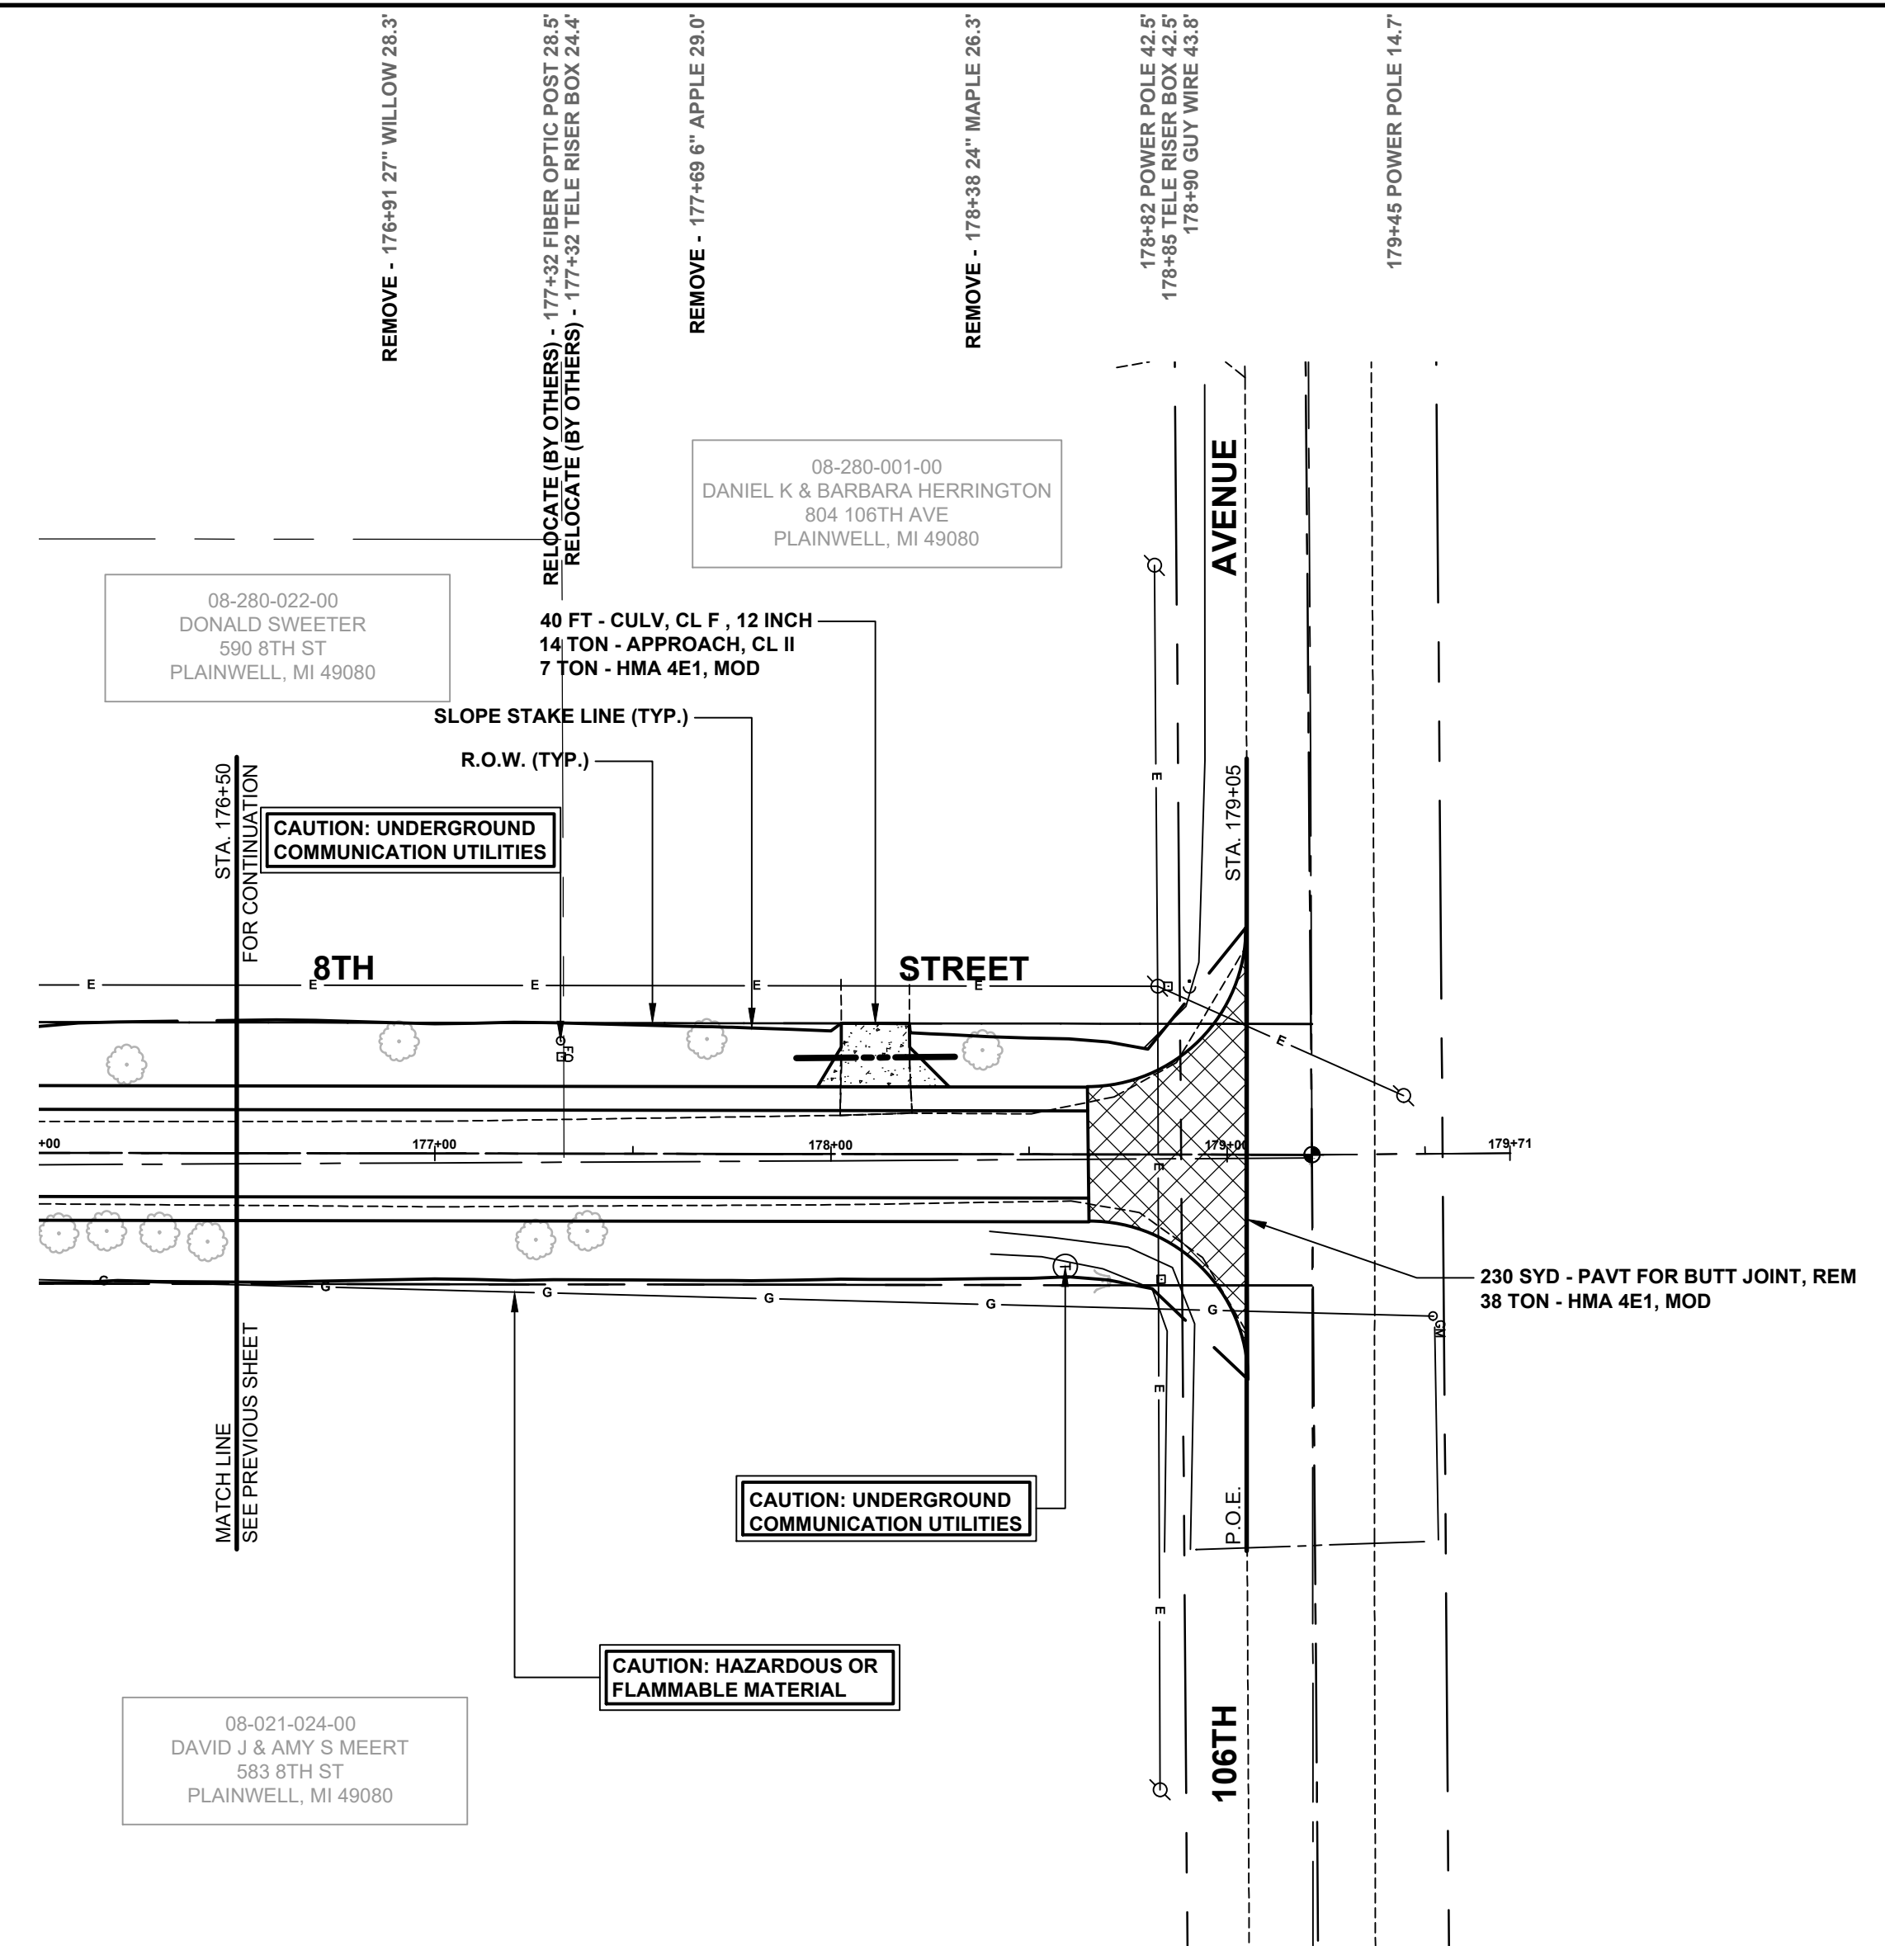 REMOVE - 176+91 27" WILLOW 28.3'
RELOCATE (BY OTHERS) - 177+32 FIBER OPTIC POST 28.5'
RELOCATE (BY OTHERS) - 177+32 TELE RISER BOX 24.4'
REMOVE - 177+69 6" APPLE 29.0'
REMOVE - 178+38 24" MAPLE 26.3'
178+82 POWER POLE 42.5'
178+85 TELE RISER BOX 42.5'
178+90 GUY WIRE 43.8'
179+45 POWER POLE 14.7'
08-280-001-00
DANIEL K & BARBARA HERRINGTON
804 106TH AVE
PLAINWELL, MI 49080
AVENUE
08-280-022-00
DONALD SWEETER
590 8TH ST
PLAINWELL, MI 49080
40 FT - CULV, CL F , 12 INCH
14 TON - APPROACH, CL II
7 TON - HMA 4E1, MOD
SLOPE STAKE LINE (TYP.)
R.O.W. (TYP.)
STA. 176+50
FOR CONTINUATION
CAUTION: UNDERGROUND
COMMUNICATION UTILITIES
STA. 179+05
E
8TH
STREET
E
E
E
E
E
E
FO
+00
177+00
178+00
179+00
179+71
E
T
G
G
G
G
G
G
GM
230 SYD - PAVT FOR BUTT JOINT, REM
38 TON - HMA 4E1, MOD
MATCH LINE
SEE PREVIOUS SHEET
E
CAUTION: UNDERGROUND
COMMUNICATION UTILITIES
P.O.E.
E
CAUTION: HAZARDOUS OR
FLAMMABLE MATERIAL
08-021-024-00
DAVID J & AMY S MEERT
583 8TH ST
PLAINWELL, MI 49080
106TH